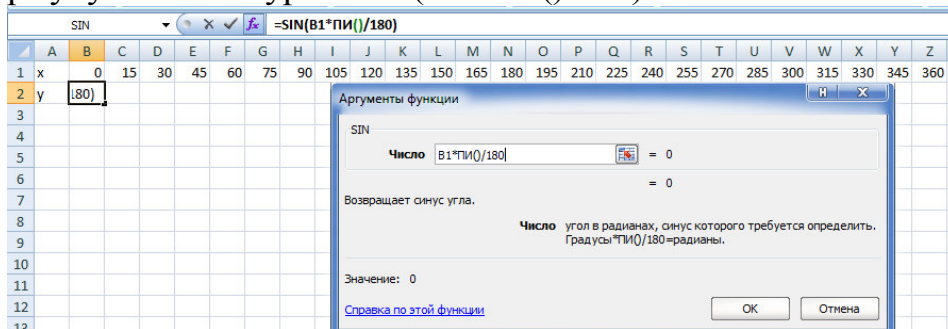 SIN =SIN(B1*ПИ()/180)
A B C D E F G H I J K L M N O P Q R S T U V W X Y Z
1 x 0 15 30 45 60 75 90 105 120 135 150 165 180 195 210 225 240 255 270 285 300 315 330 345 360
2 y 180)
3
4
5
6
7
8
9
10
11
12
13
Аргументы функции
SIN
Число B1*ПИ()/180 = 0
= 0
Возвращает синус угла.
Число угол в радианах, синус которого требуется определить.
Градусы*ПИ()/180=радианы.
Значение: 0
Справка по этой функции
ОК Отмена